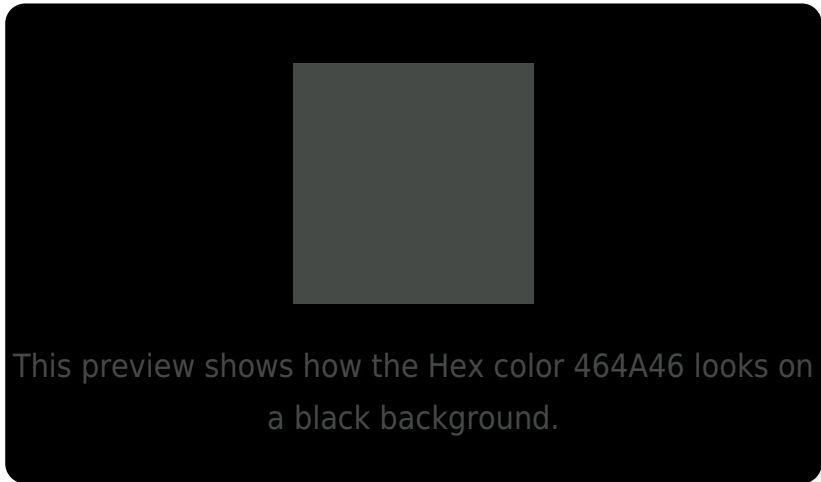 This preview shows how the Hex color 464A46 looks on
a black background.